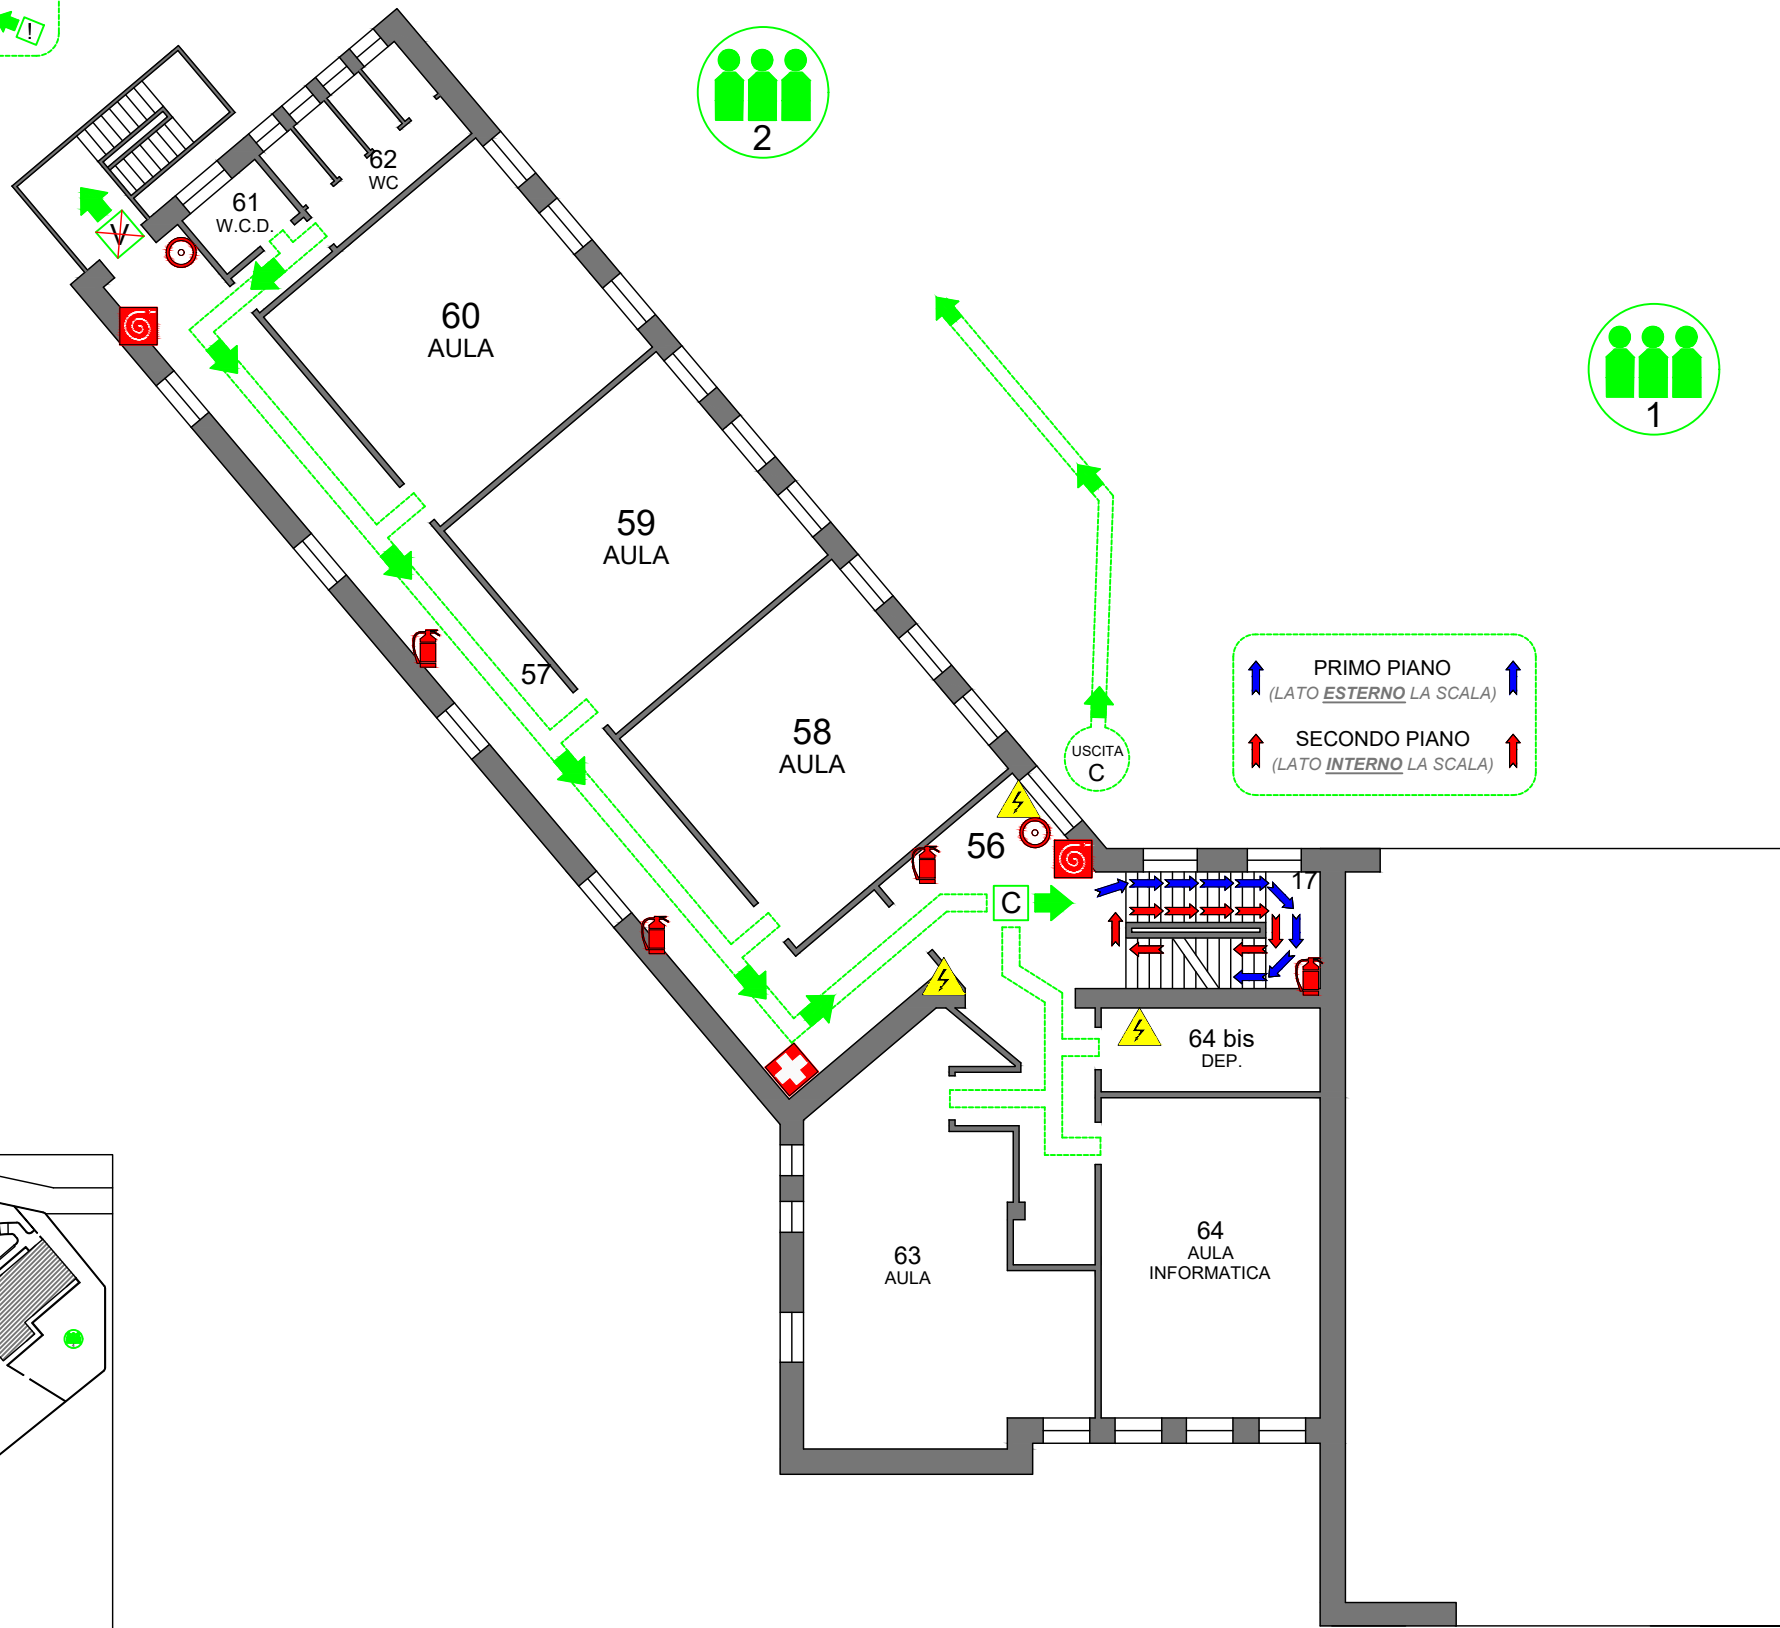 !
2
62
WC
61
W.C.D.
V
60
AULA
1
59
AULA
57
58
AULA
PRIMO PIANO
(LATO ESTERNO LA SCALA)
SECONDO PIANO
(LATO INTERNO LA SCALA)
USCITA
C
56
17
C
64 bis
DEP.
63
AULA
64
AULA
INFORMATICA